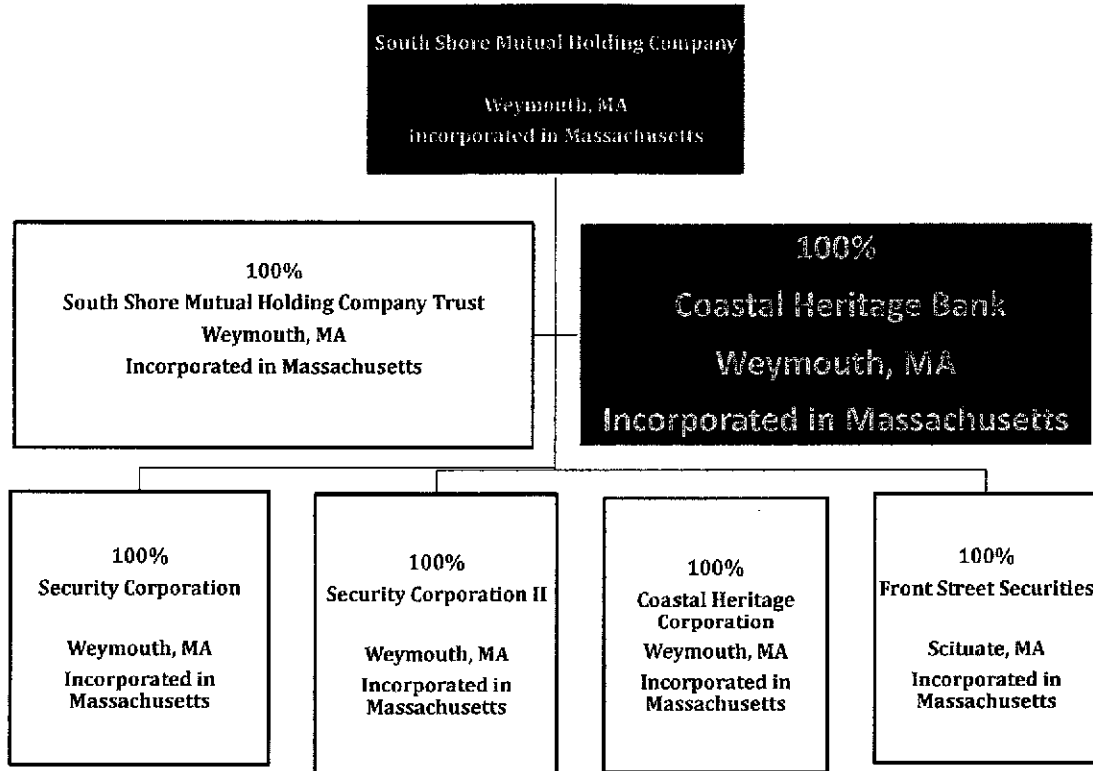 South Shore Mutual Holding Company
Weymouth, MA
Incorporated in Massachusetts
100%
South Shore Mutual Holding Company Trust
Weymouth, MA
Incorporated in Massachusetts
100%
Coastal Heritage Bank
Weymouth, MA
Incorporated in Massachusetts
100%
Security Corporation
Weymouth, MA
Incorporated in
Massachusetts
100%
Security Corporation II
Weymouth, MA
Incorporated in
Massachusetts
100%
Coastal Heritage
Corporation
Weymouth, MA
Incorporated in
Massachusetts
100%
Front Street Securities
Scituate, MA
Incorporated in
Massachusetts